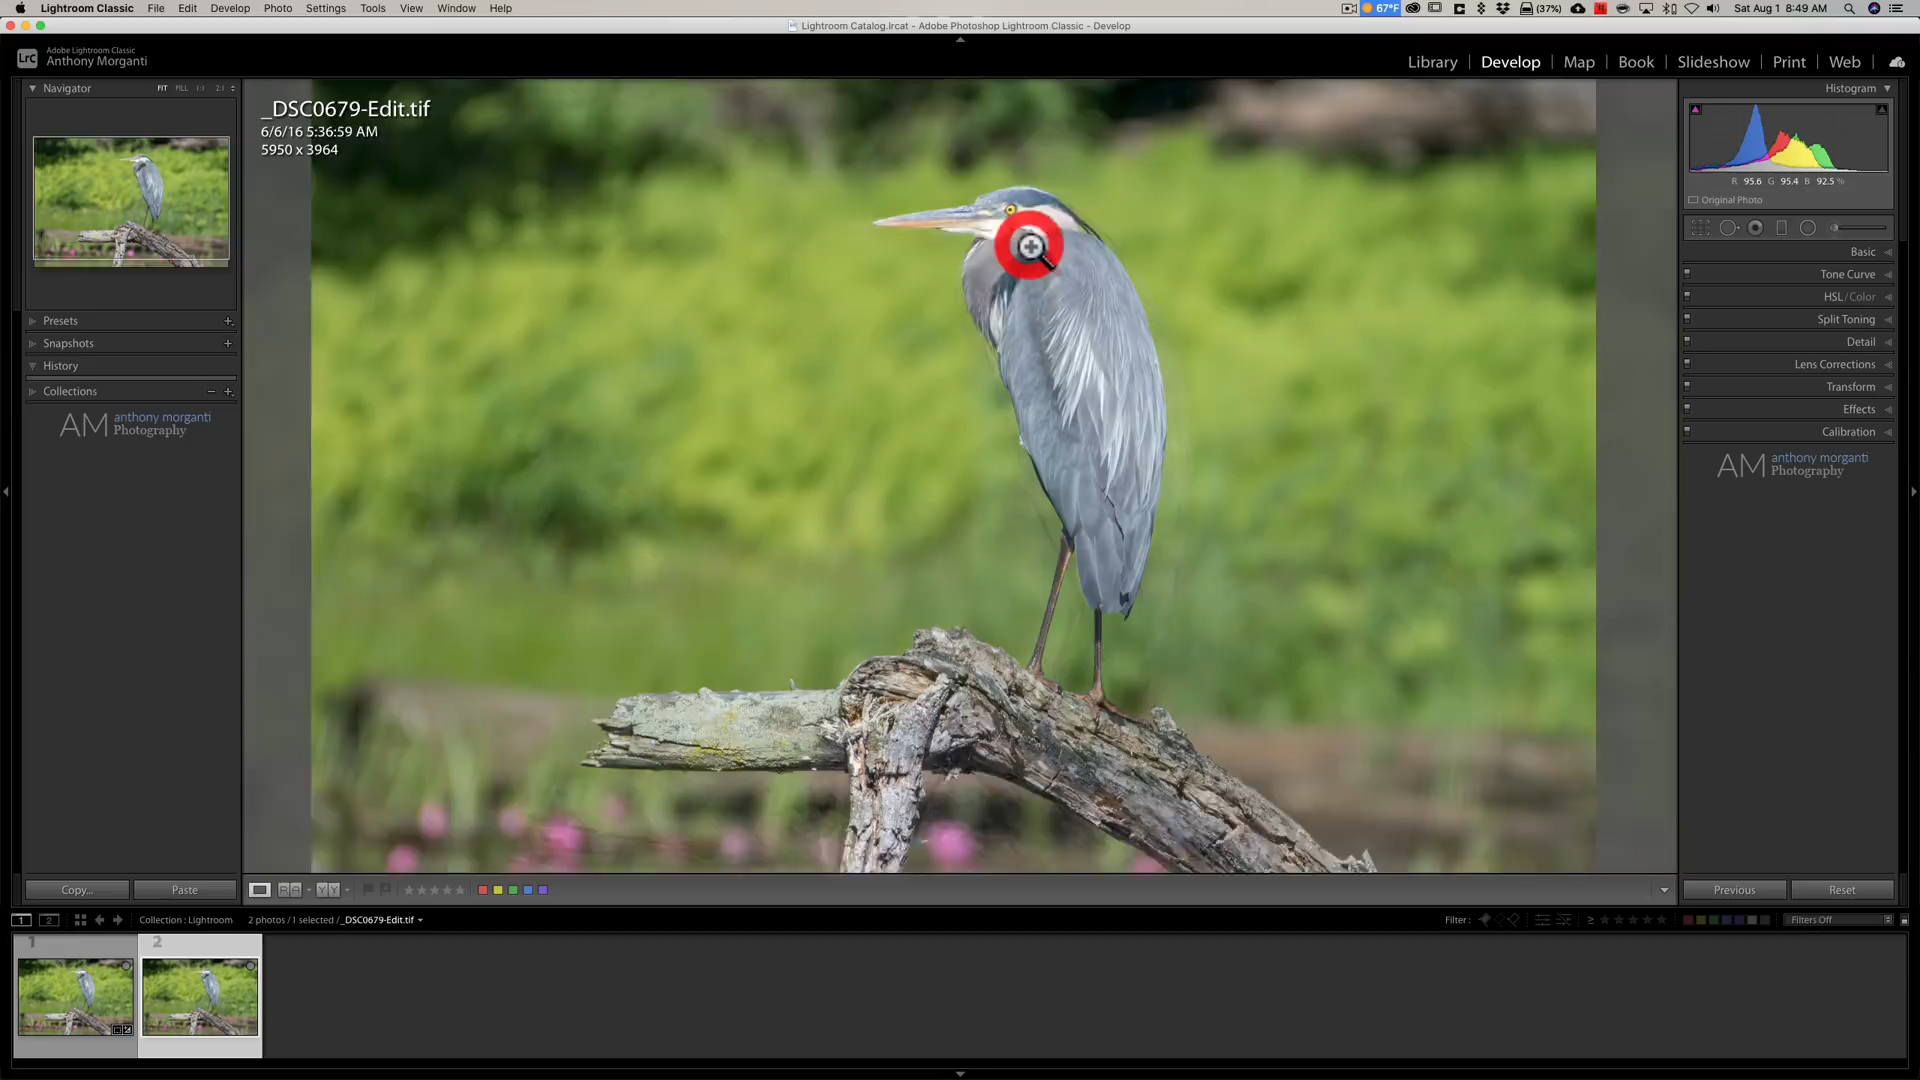 Lightroom Classic File Edit Develop Photo Settings Tools View Window Help
67°F (37%) Sat Aug 1 8:49 AM
Lightroom Catalog.lrcat - Adobe Photoshop Lightroom Classic - Develop
LrC
Adobe Lightroom Classic
Anthony Morganti
Library | Develop | Map | Book | Slideshow | Print | Web
Navigator FIT FILL 1:1 2:1
Presets
Snapshots
History
Collections
AM anthony morganti
Photography
Copy...
Paste
_DSC0679-Edit.tif
6/6/16 5:36:59 AM
5950 x 3964
Histogram
R 95.6 G 95.4 B 92.5 %
Original Photo
Basic
Tone Curve
HSL / Color
Split Toning
Detail
Lens Corrections
Transform
Effects
Calibration
AM anthony morganti
Photography
Previous
Reset
R A Y Y
1 2 Collection : Lightroom 2 photos / 1 selected / _DSC0679-Edit.tif
Filter : ≥ Filters Off
1 2